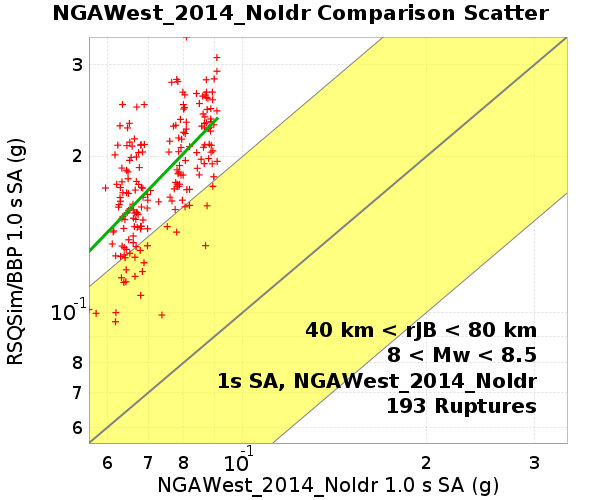 NGAWest_2014_NoIdr Comparison Scatter
RSQSim/BBP 1.0 s SA (g)
3
2
10-1
8
7
6
40 km < rJB < 80 km
8 < Mw < 8.5
1s SA, NGAWest_2014_NoIdr
193 Ruptures
6 7 8 10-1 2 3
NGAWest_2014_NoIdr 1.0 s SA (g)